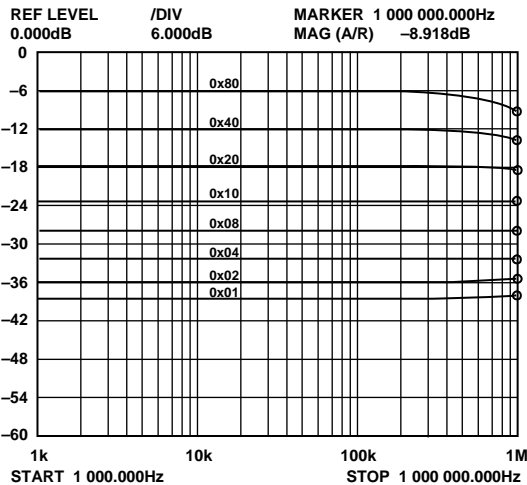 REF LEVEL /DIV MARKER 1 000 000.000Hz
0.000dB 6.000dB MAG (A/R) –8.918dB
0
–6
0x80
–12
0x40
–18
0x20
–24
0x10
–30
0x08
–36
0x04
0x02
0x01
–42
–48
–54
–60
1k 10k 100k 1M
START 1 000.000Hz STOP 1 000 000.000Hz